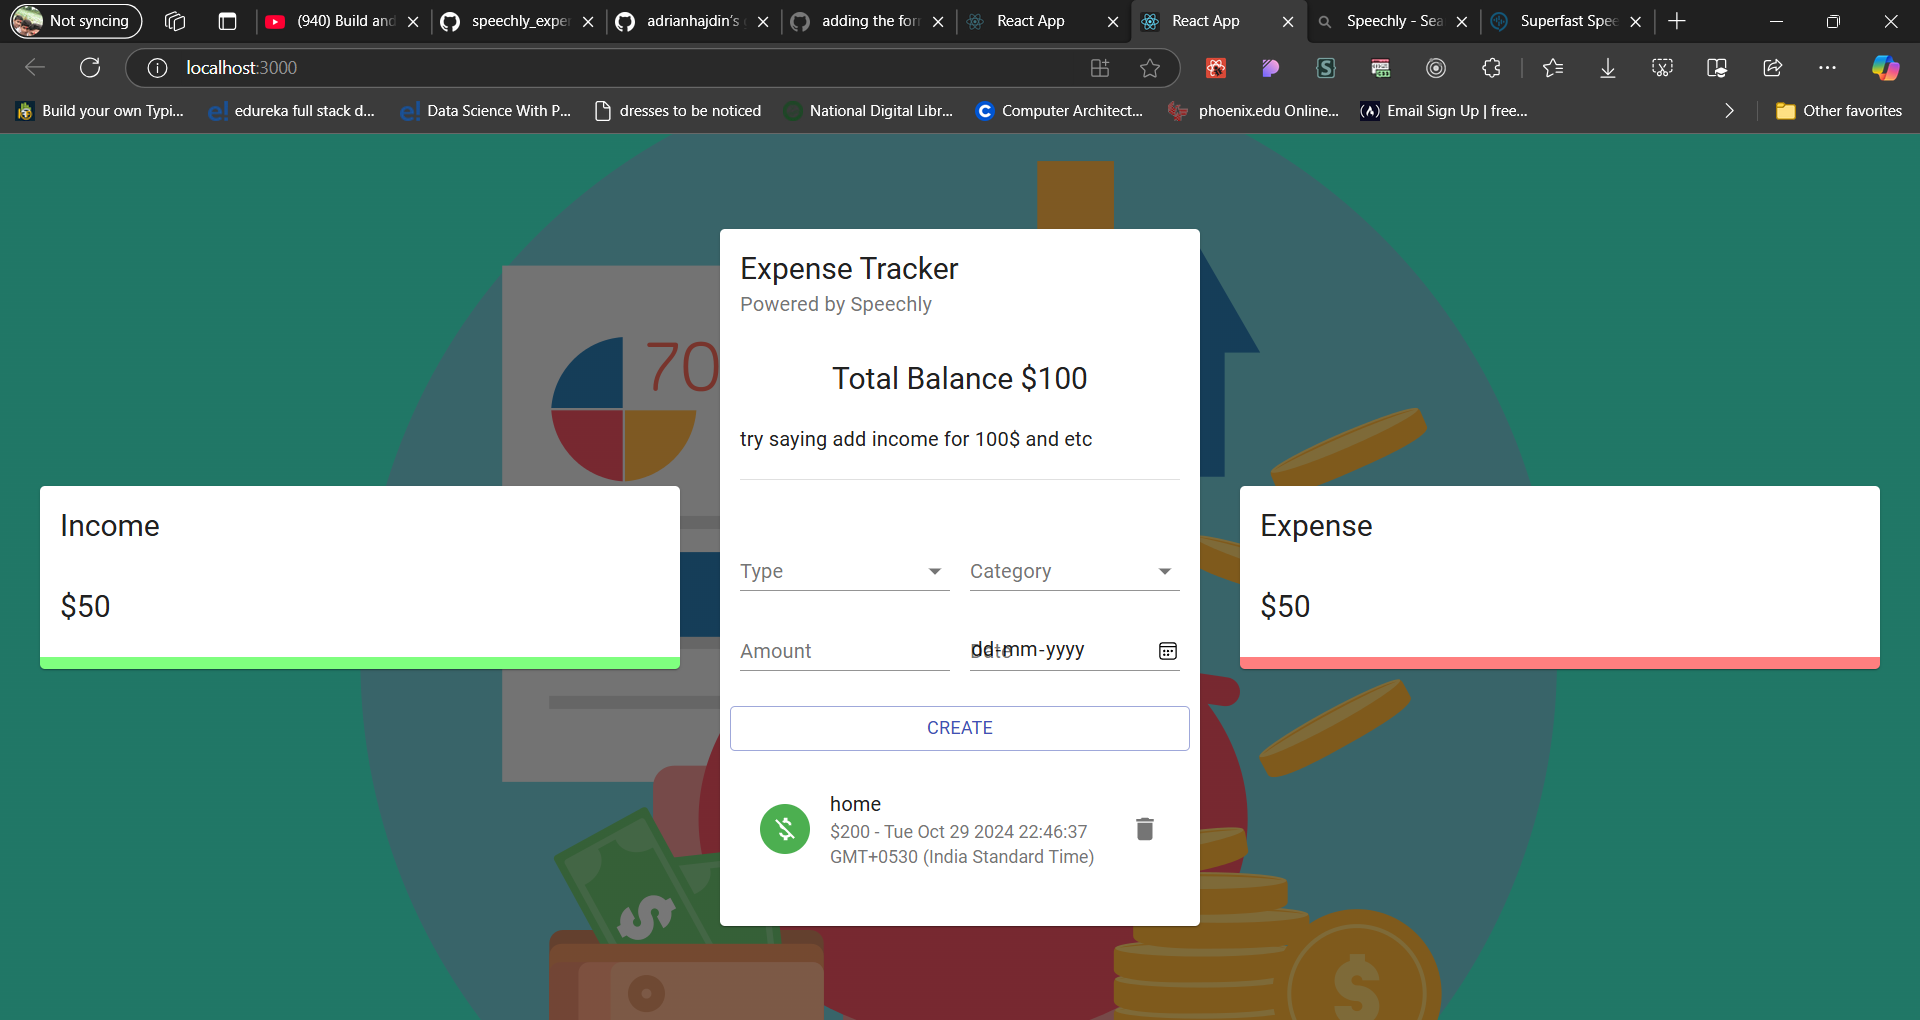 Not syncing
(940) Build and
speechly_exper
adrianhajdin's g
adding the for
React App
React App
Speechly - Sea
Superfast Spee
localhost:3000
Build your own Typi...
edureka full stack d...
Data Science With P...
dresses to be noticed
National Digital Libr...
Computer Architect...
phoenix.edu Online...
Email Sign Up | free...
Other favorites
Expense Tracker
Powered by Speechly
70
Total Balance $100
try saying add income for 100$ and etc
Income
$50
Expense
$50
Type
Category
Amount
Date
dd-mm-yyyy
CREATE
home
$200 - Tue Oct 29 2024 22:46:37
GMT+0530 (India Standard Time)
$
$